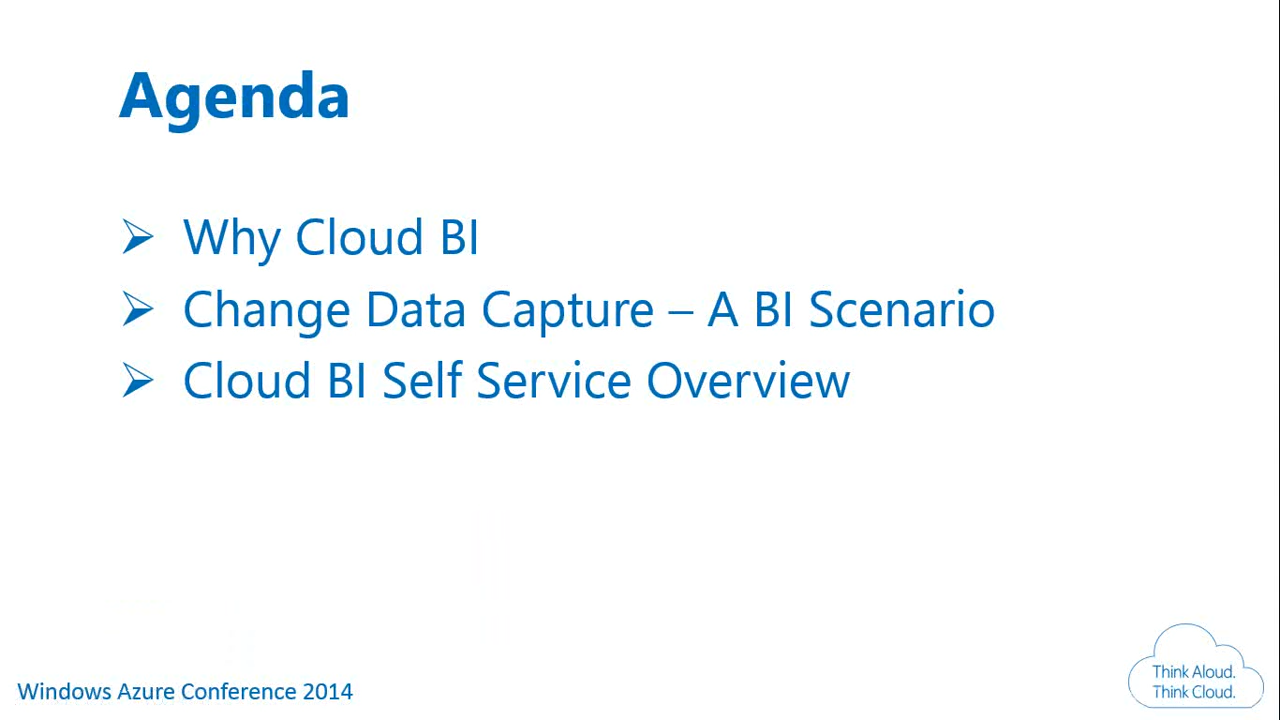 Agenda
➢ Why Cloud BI
➢ Change Data Capture – A BI Scenario
➢ Cloud BI Self Service Overview
Windows Azure Conference 2014
Think Aloud.
Think Cloud.